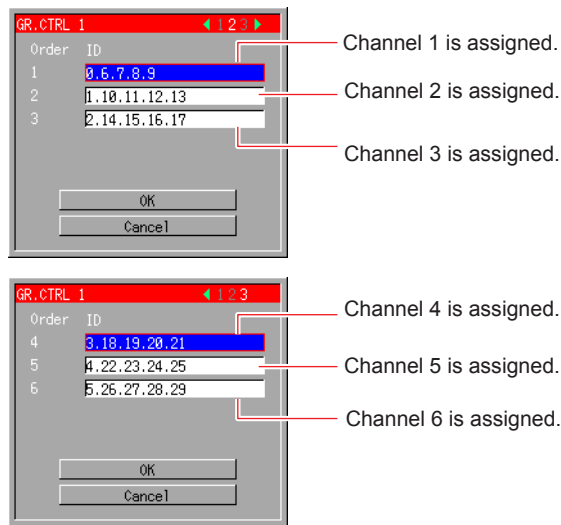 GR.CTRL 1 1 2 3
Order ID
1 0.6.7.8.9
2 1.10.11.12.13
3 2.14.15.16.17
OK
Cancel
Channel 1 is assigned.
Channel 2 is assigned.
Channel 3 is assigned.
GR.CTRL 1 1 2 3
Order ID
4 3.18.19.20.21
5 4.22.23.24.25
6 5.26.27.28.29
OK
Cancel
Channel 4 is assigned.
Channel 5 is assigned.
Channel 6 is assigned.